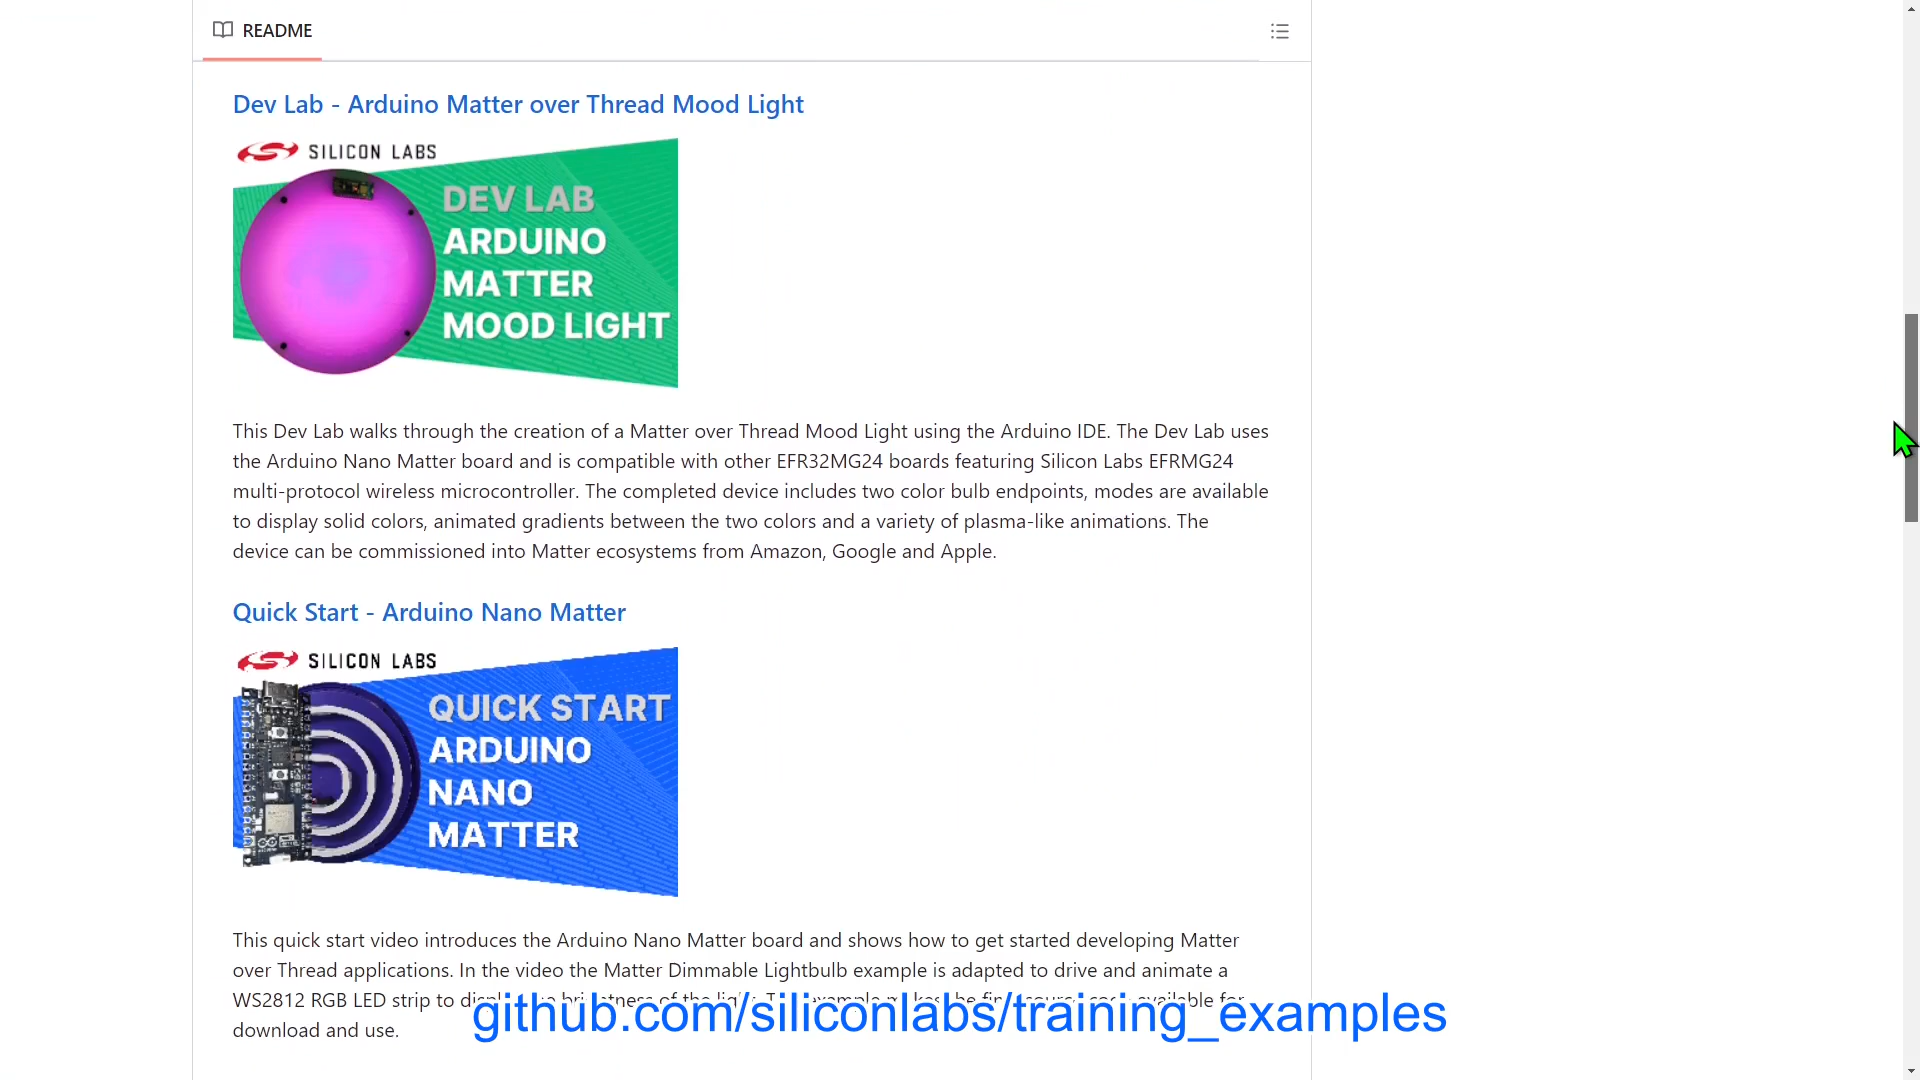 README
Dev Lab - Arduino Matter over Thread Mood Light
SILICON LABS
DEV LAB
ARDUINO
MATTER
MOOD LIGHT
This Dev Lab walks through the creation of a Matter over Thread Mood Light using the Arduino IDE. The Dev Lab uses
the Arduino Nano Matter board and is compatible with other EFR32MG24 boards featuring Silicon Labs EFRMG24
multi-protocol wireless microcontroller. The completed device includes two color bulb endpoints, modes are available
to display solid colors, animated gradients between the two colors and a variety of plasma-like animations. The
device can be commissioned into Matter ecosystems from Amazon, Google and Apple.
Quick Start - Arduino Nano Matter
SILICON LABS
QUICK START
ARDUINO
NANO
MATTER
This quick start video introduces the Arduino Nano Matter board and shows how to get started developing Matter
over Thread applications. In the video the Matter Dimmable Lightbulb example is adapted to drive and animate a
WS2812 RGB LED strip to brightness of the available for
download and use.
github.com/siliconlabs/training_examples